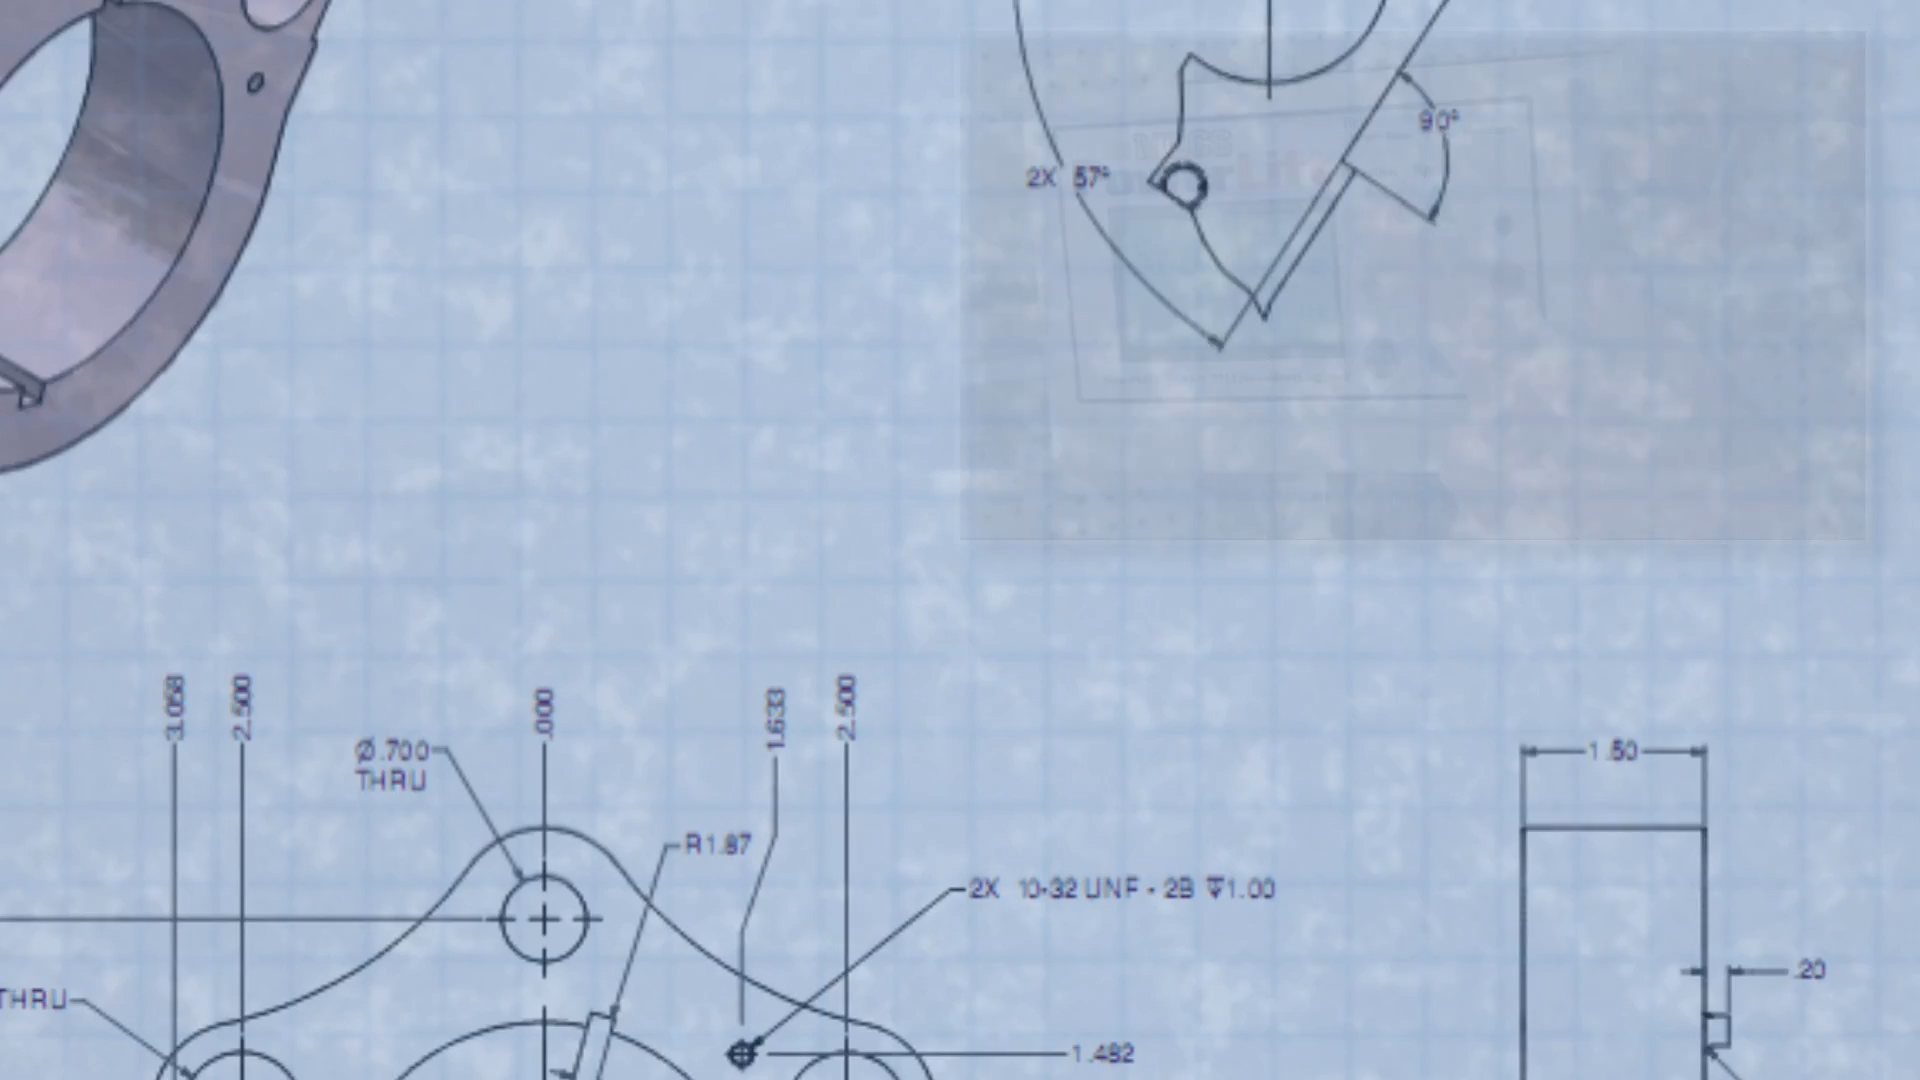 90°
2X 57°
3.058
2.500
.000
1.633
2.500
Ø.700
THRU
1.50
R1.87
2X 10-32 UNF - 2B ↧1.00
.20
THRU
1.482